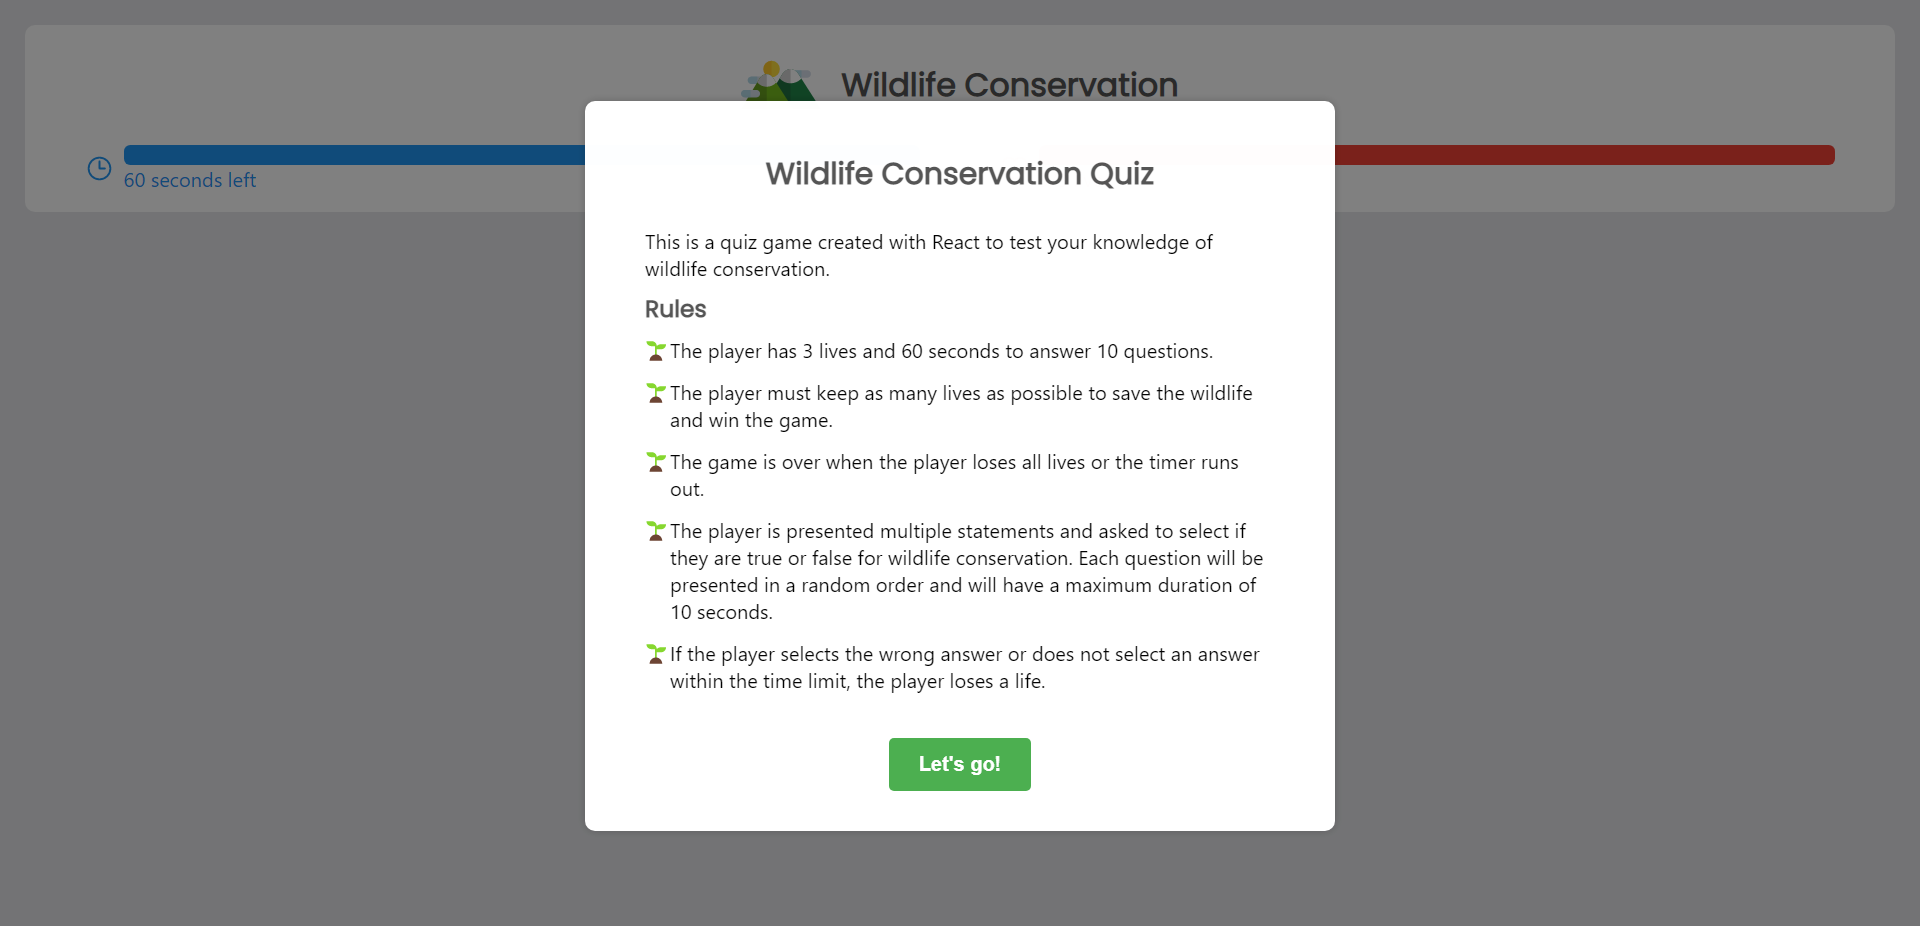 Wildlife Conservation
60 seconds left
Wildlife Conservation Quiz
This is a quiz game created with React to test your knowledge of
wildlife conservation.
Rules
The player has 3 lives and 60 seconds to answer 10 questions.
The player must keep as many lives as possible to save the wildlife
and win the game.
The game is over when the player loses all lives or the timer runs
out.
The player is presented multiple statements and asked to select if
they are true or false for wildlife conservation. Each question will be
presented in a random order and will have a maximum duration of
10 seconds.
If the player selects the wrong answer or does not select an answer
within the time limit, the player loses a life.
Let's go!